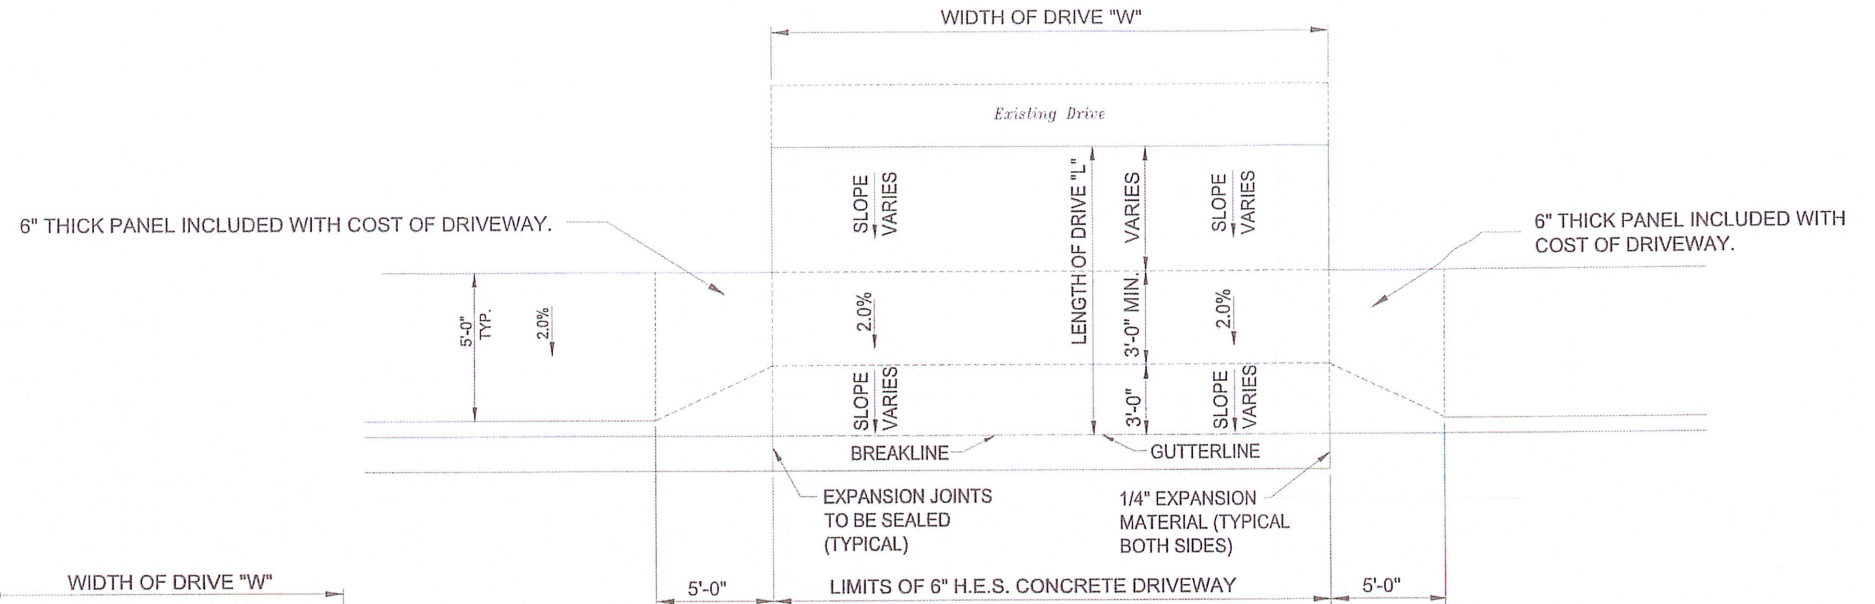 WIDTH OF DRIVE "W"
Existing Drive
SLOPE
VARIES
LENGTH OF DRIVE "L"
VARIES
SLOPE
VARIES
6" THICK PANEL INCLUDED WITH COST OF DRIVEWAY.
6" THICK PANEL INCLUDED WITH
COST OF DRIVEWAY.
5'-0"
TYP.
2.0%
2.0%
3'-0" MIN.
2.0%
SLOPE
VARIES
3'-0"
SLOPE
VARIES
BREAKLINE
GUTTERLINE
EXPANSION JOINTS
TO BE SEALED
(TYPICAL)
1/4" EXPANSION
MATERIAL (TYPICAL
BOTH SIDES)
WIDTH OF DRIVE "W"
5'-0"
LIMITS OF 6" H.E.S. CONCRETE DRIVEWAY
5'-0"